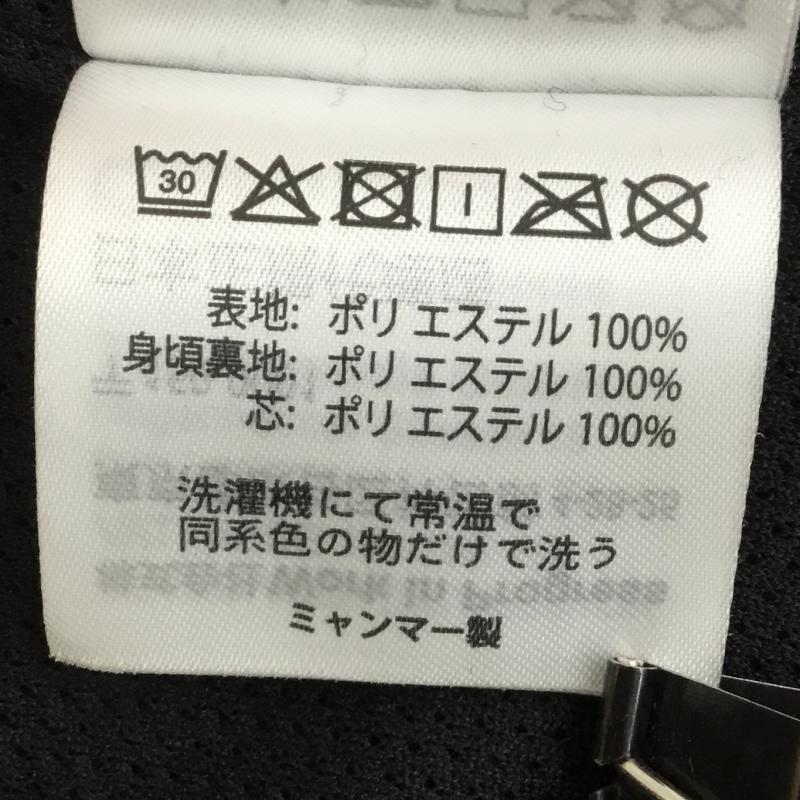 30
表地: ポリエステル 100%
身頃裏地: ポリエステル 100%
芯: ポリエステル 100%
洗濯機にて常温で
同系色の物だけで洗う
ミャンマー製